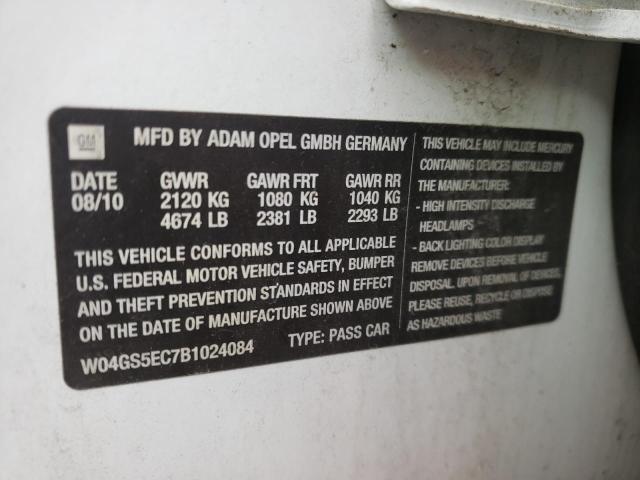 GM
MFD BY ADAM OPEL GMBH GERMANY
DATE GVWR GAWR FRT GAWR RR
08/10 2120 KG 1080 KG 1040 KG
4674 LB 2381 LB 2293 LB
THIS VEHICLE CONFORMS TO ALL APPLICABLE
U.S. FEDERAL MOTOR VEHICLE SAFETY, BUMPER
AND THEFT PREVENTION STANDARDS IN EFFECT
ON THE DATE OF MANUFACTURE SHOWN ABOVE
W04GS5EC7B1024084 TYPE: PASS CAR
THIS VEHICLE MAY INCLUDE MERCURY
CONTAINING DEVICES INSTALLED BY
THE MANUFACTURER:
- HIGH INTENSITY DISCHARGE
HEADLAMPS
- BACK LIGHTING COLOR DISPLAY
REMOVE DEVICES BEFORE VEHICLE
DISPOSAL. UPON REMOVAL OF DEVICES,
PLEASE REUSE, RECYCLE OR DISPOSE
AS HAZARDOUS WASTE